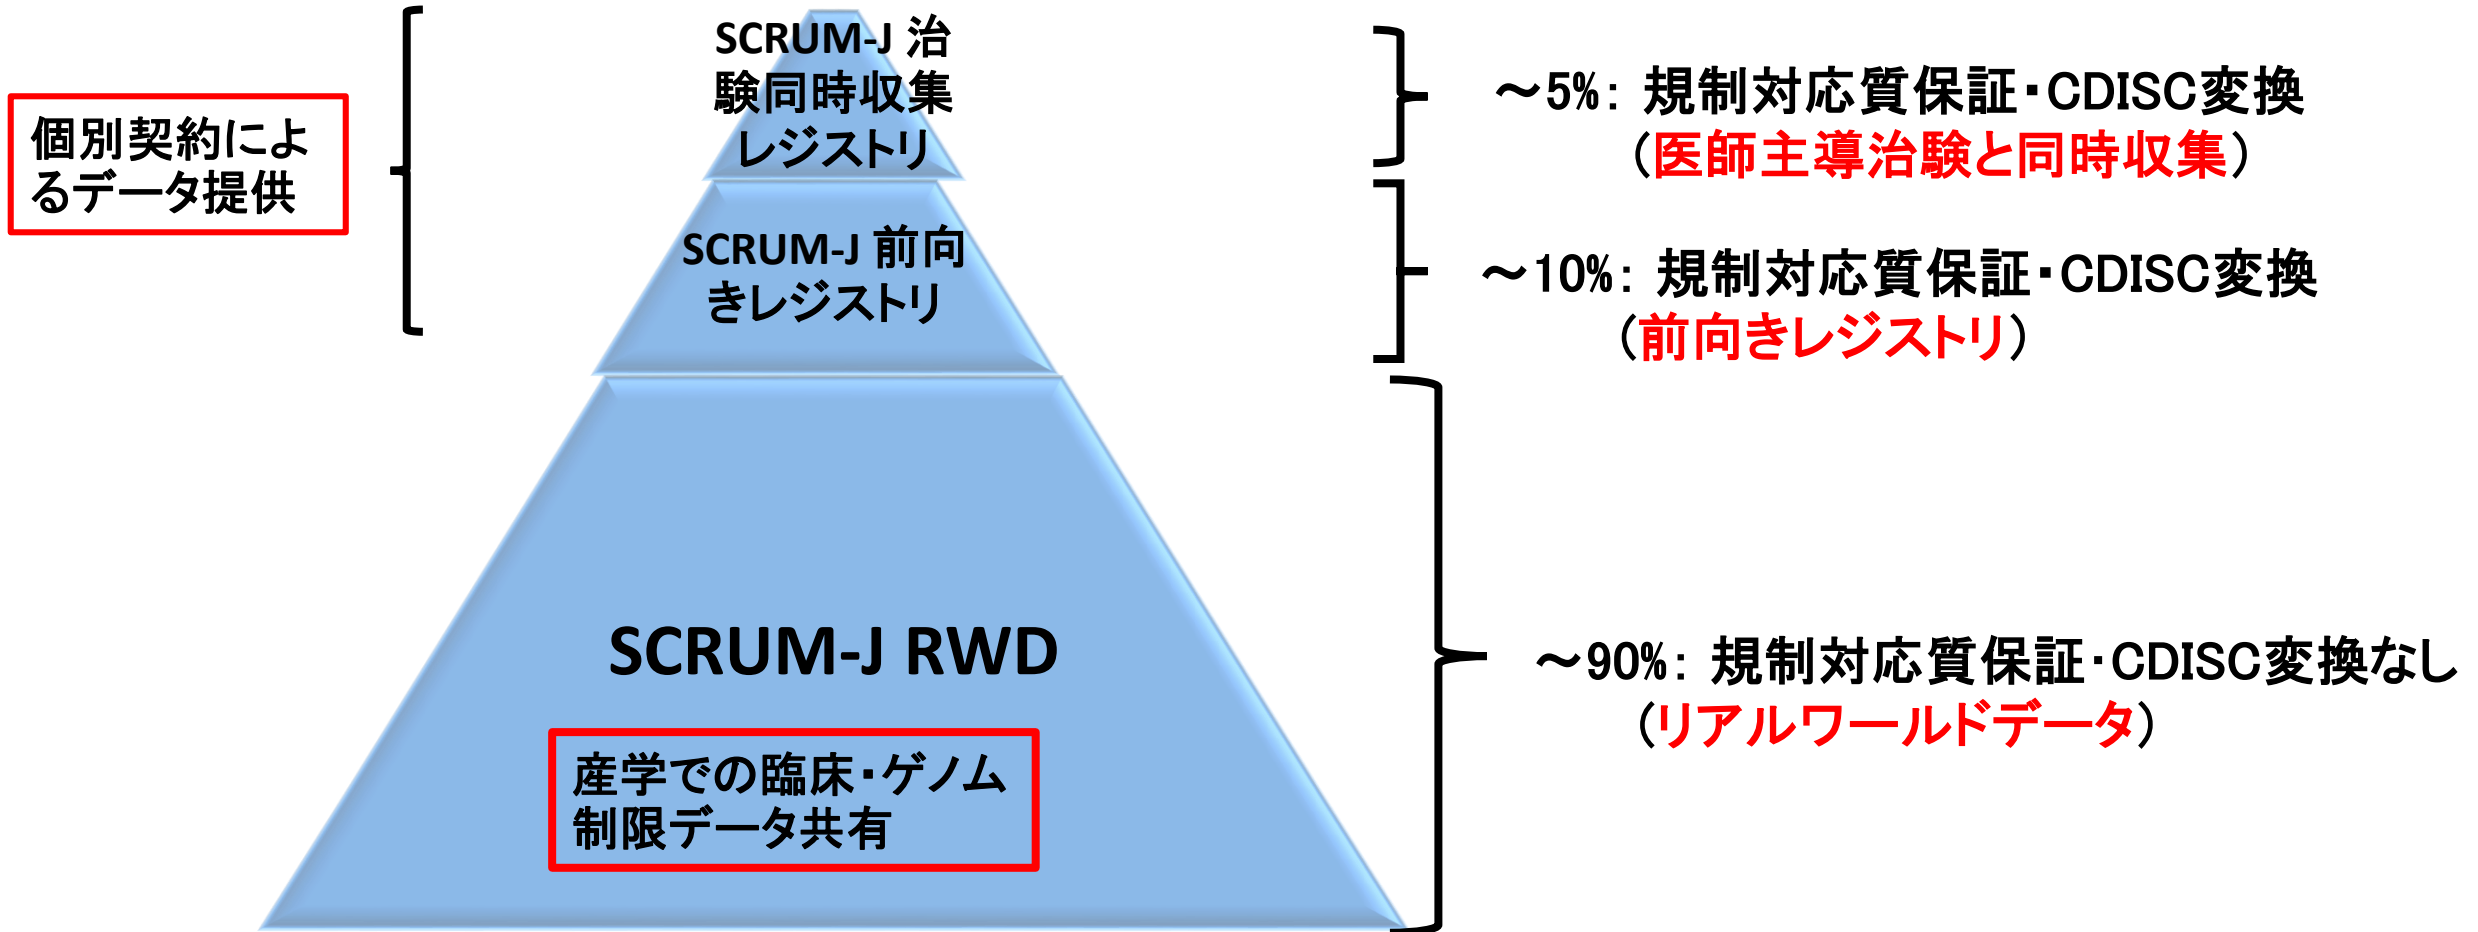 個別契約によ
るデータ提供
SCRUM-J 治
験同時収集
レジストリ
SCRUM-J 前向
きレジストリ
SCRUM-J RWD
産学での臨床・ゲノム
制限データ共有
～5%: 規制対応質保証・CDISC変換
(医師主導治験と同時収集)
～10%: 規制対応質保証・CDISC変換
(前向きレジストリ)
～90%: 規制対応質保証・CDISC変換なし
(リアルワールドデータ)